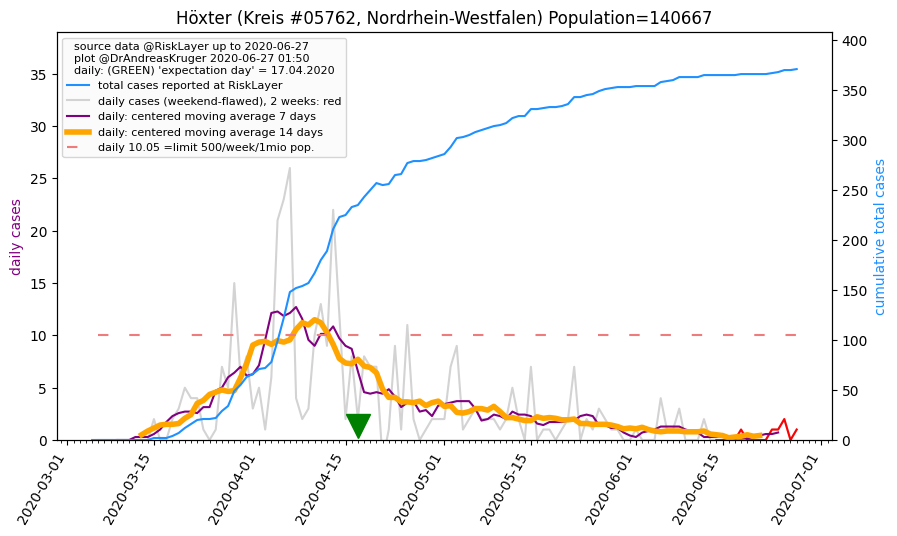 Höxter (Kreis #05762, Nordrhein-Westfalen) Population=140667
source data @RiskLayer up to 2020-06-27
plot @DrAndreasKruger 2020-06-27 01:50
daily: (GREEN) 'expectation day' = 17.04.2020
total cases reported at RiskLayer
daily cases (weekend-flawed), 2 weeks: red
daily: centered moving average 7 days
daily: centered moving average 14 days
daily 10.05 =limit 500/week/1mio pop.
daily cases
35
30
25
20
15
10
5
0
cumulative total cases
400
350
300
250
200
150
100
50
0
2020-03-01
2020-03-15
2020-04-01
2020-04-15
2020-05-01
2020-05-15
2020-06-01
2020-06-15
2020-07-01